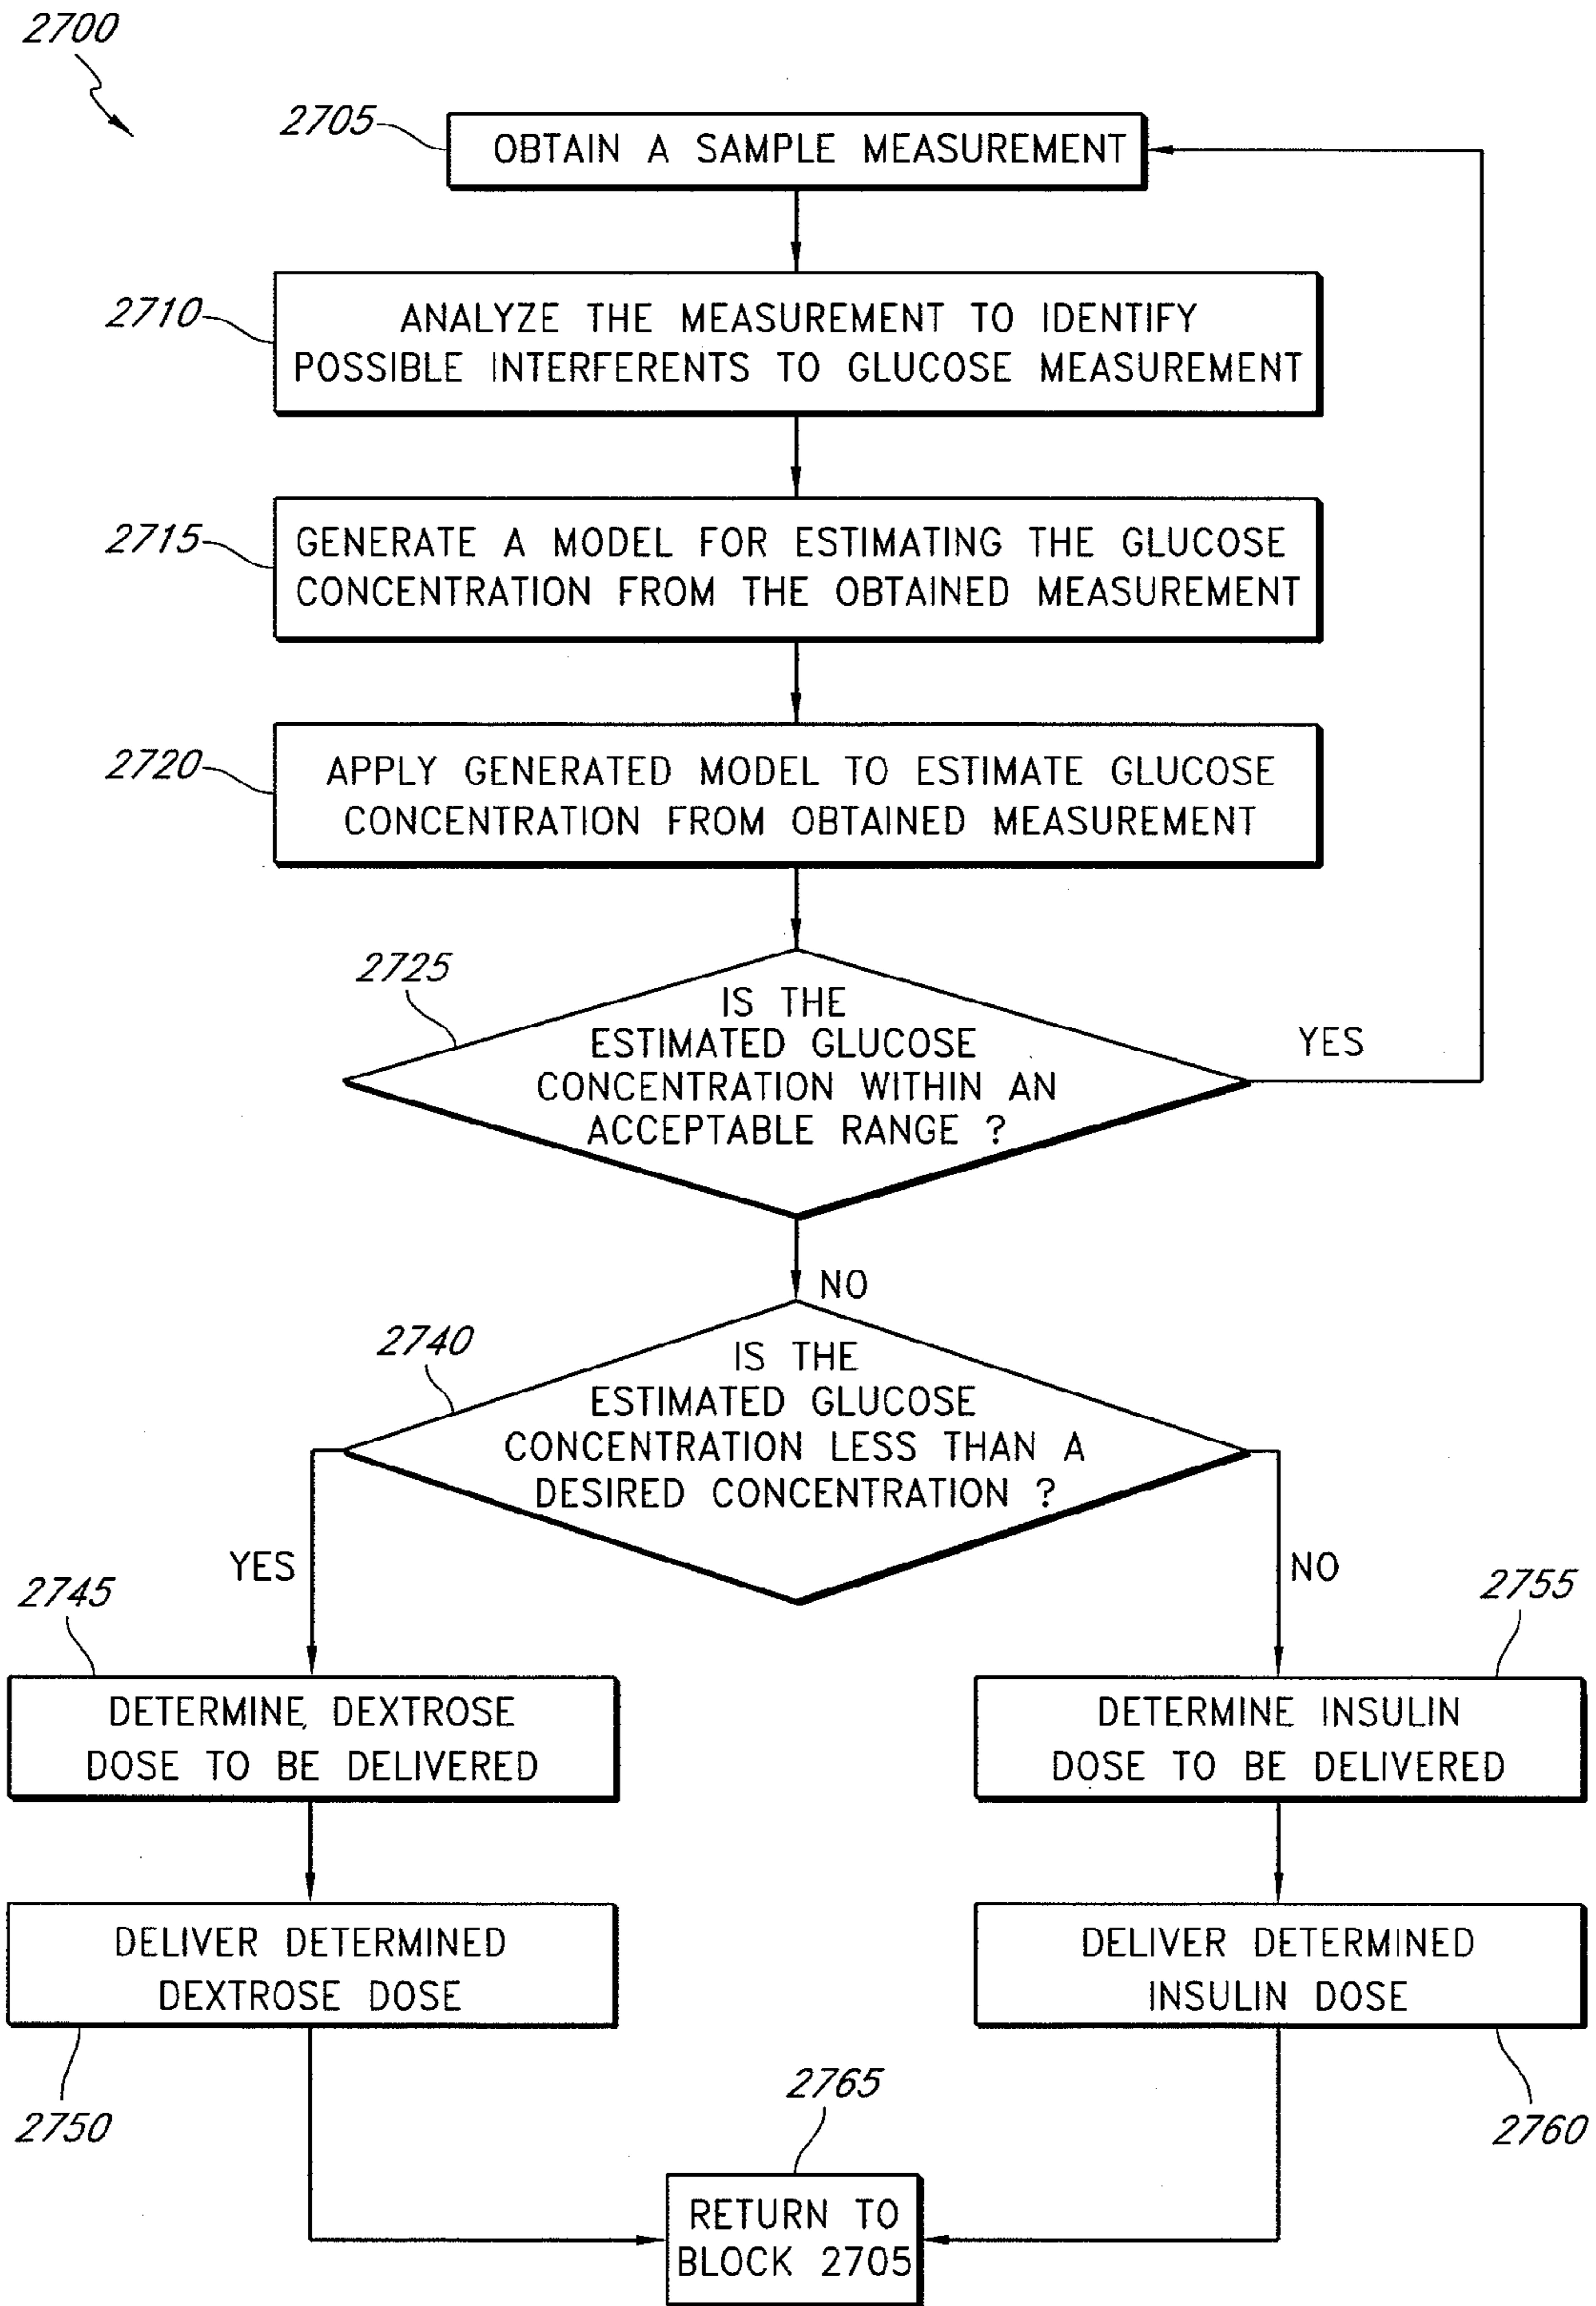 2700
2705
OBTAIN A SAMPLE MEASUREMENT
2710
ANALYZE THE MEASUREMENT TO IDENTIFY
POSSIBLE INTERFERENTS TO GLUCOSE MEASUREMENT
2715
GENERATE A MODEL FOR ESTIMATING THE GLUCOSE
CONCENTRATION FROM THE OBTAINED MEASUREMENT
2720
APPLY GENERATED MODEL TO ESTIMATE GLUCOSE
CONCENTRATION FROM OBTAINED MEASUREMENT
2725
IS THE
ESTIMATED GLUCOSE
CONCENTRATION WITHIN AN
ACCEPTABLE RANGE ?
YES
NO
2740
IS THE
ESTIMATED GLUCOSE
CONCENTRATION LESS THAN A
DESIRED CONCENTRATION ?
YES
NO
2745
DETERMINE DEXTROSE
DOSE TO BE DELIVERED
2755
DETERMINE INSULIN
DOSE TO BE DELIVERED
DELIVER DETERMINED
DEXTROSE DOSE
2750
DELIVER DETERMINED
INSULIN DOSE
2760
2765
RETURN TO
BLOCK 2705